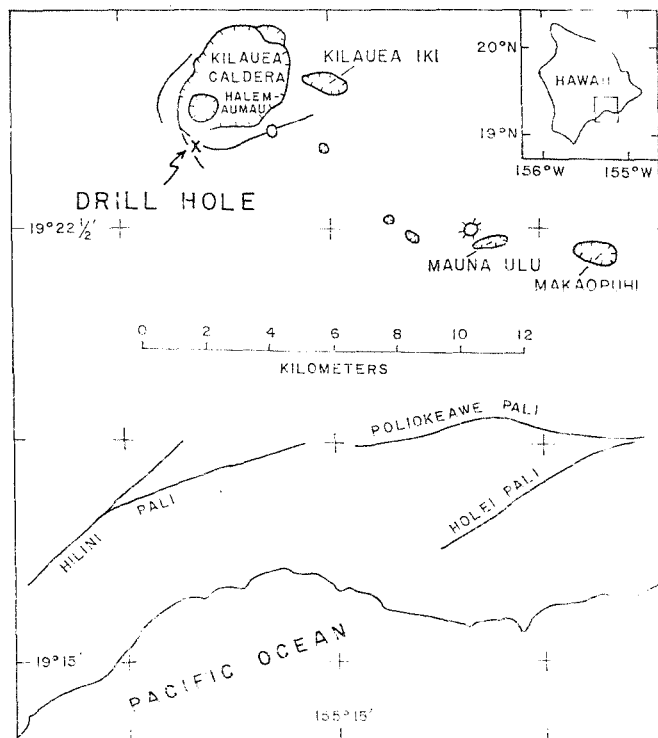 KILAUEA
CALDERA
HALEM-
AUMAU
KILAUEA IKI
20°N
HAWAII
19°N
156°W
155°W
DRILL HOLE
19°22½'
MAUNA ULU
MAKAOPUHI
0 2 4 6 8 10 12
KILOMETERS
POLIOKEAWE PALI
HILINI PALI
HOLEI PALI
19°15'
PACIFIC OCEAN
155°15'